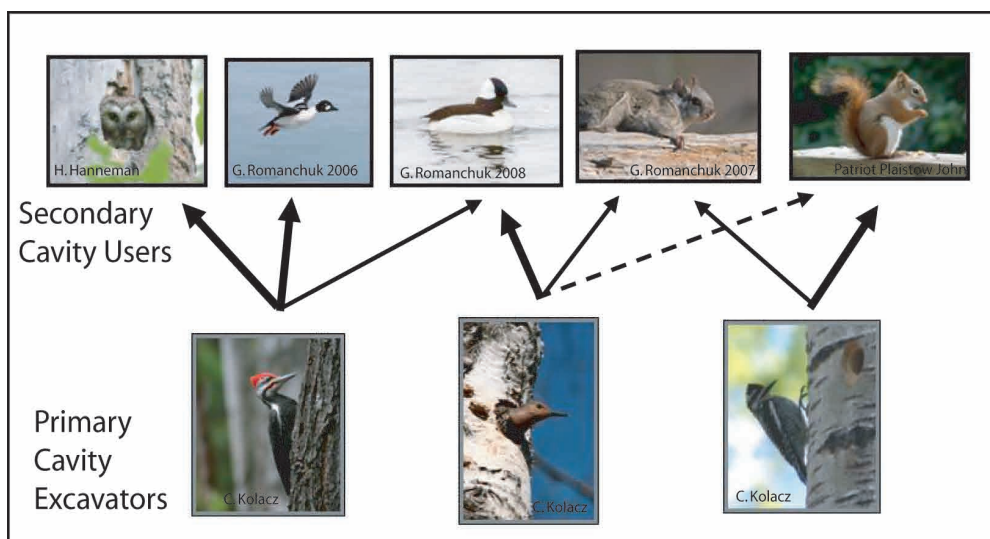 H. Hanneman
G. Romanchuk 2006
G. Romanchuk 2008
G. Romanchuk 2007
Patriot Plaistow John
Secondary
Cavity Users
Primary
Cavity
Excavators
C. Kolacz
C. Kolacz
C. Kolacz